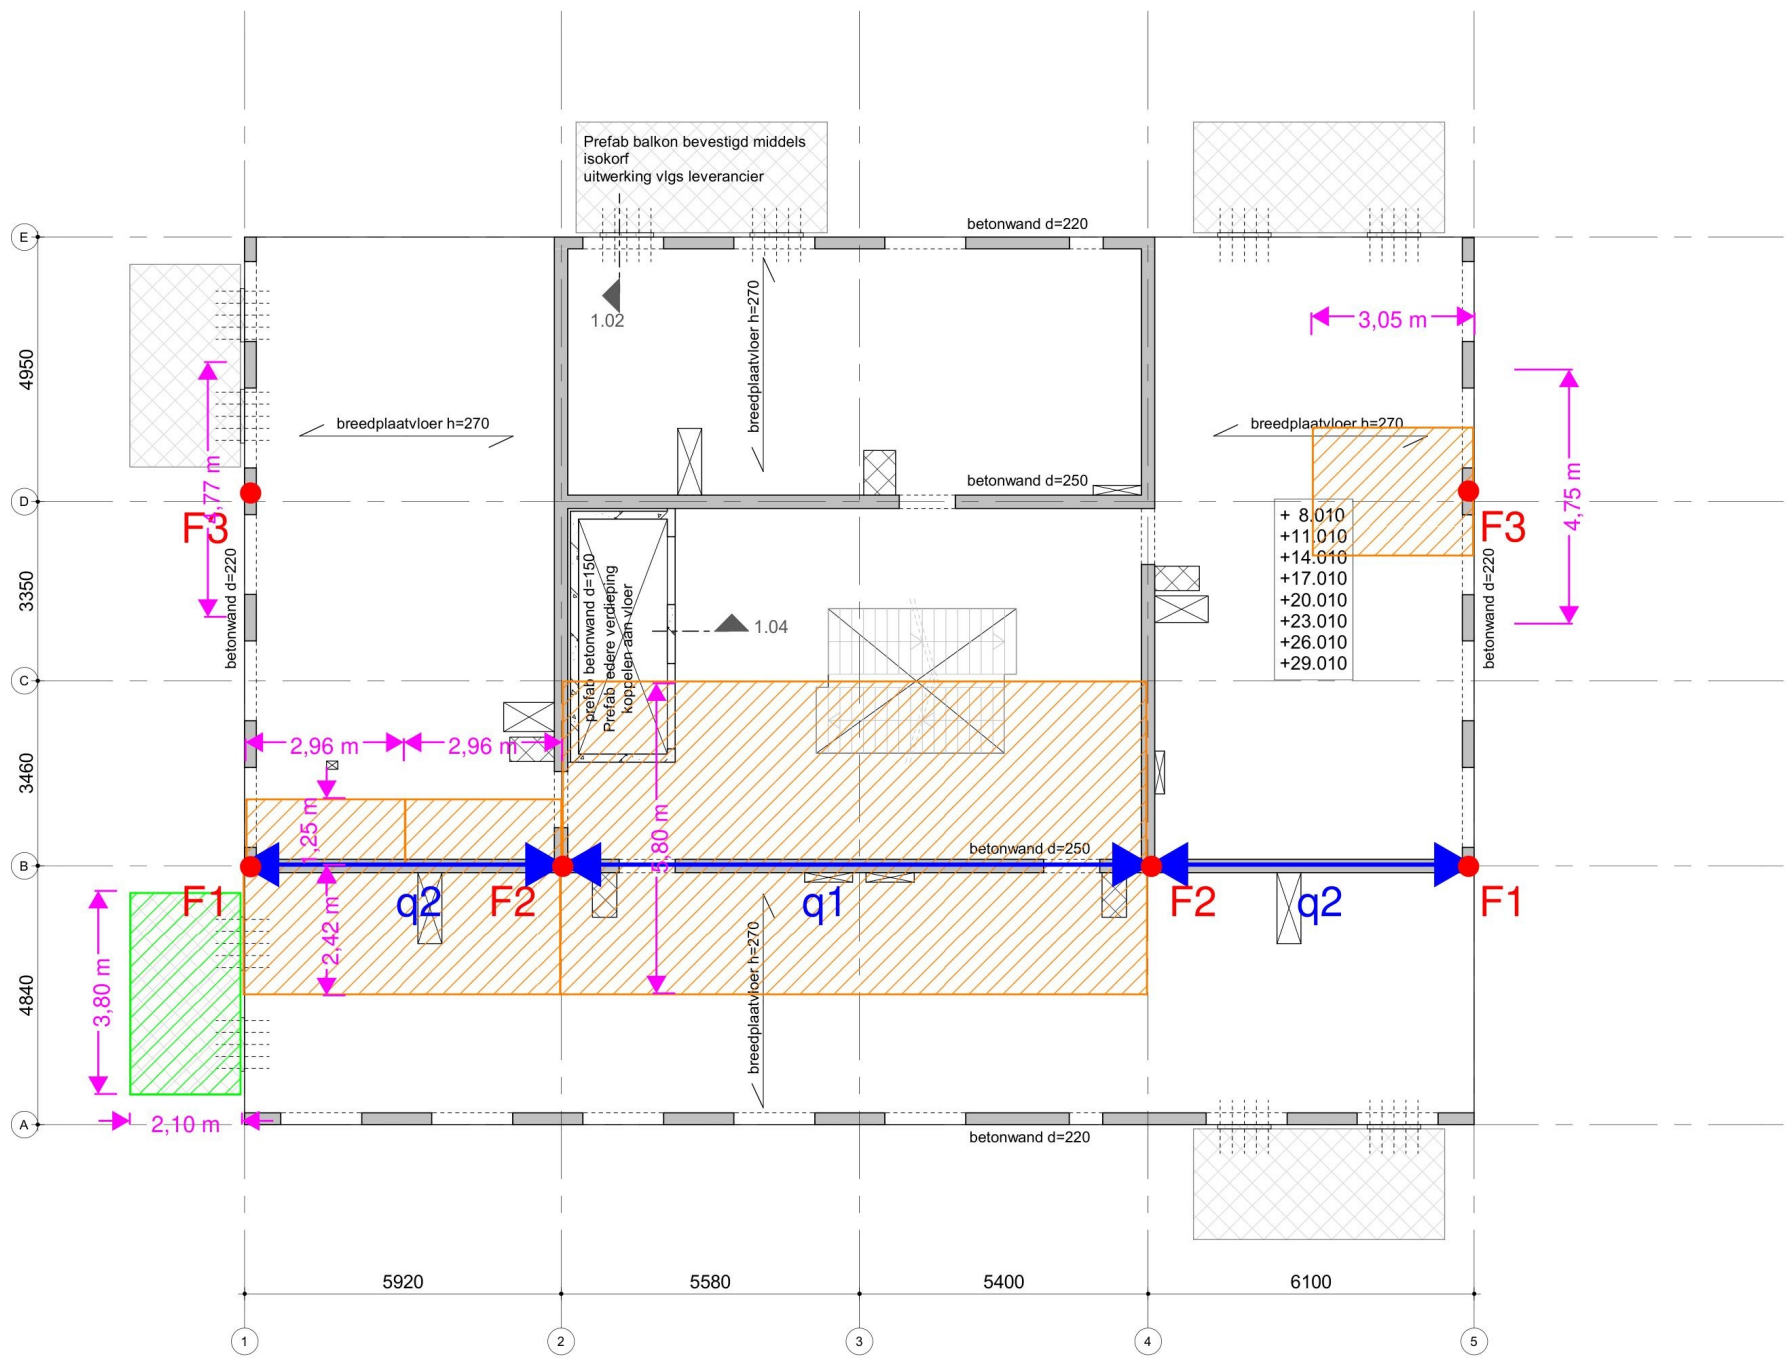 Prefab balkon bevestigd middels
isokorf
uitwerking vlgs leverancier
betonwand d=220
E
1.02
breedplaatvloer h=270
3,05 m
4950
breedplaatvloer h=270
breedplaatvloer h=270
4,77 m
4,75 m
betonwand d=250
D
F3
F3
+ 8.010
+11.010
+14.010
+17.010
+20.010
+23.010
+26.010
+29.010
betonwand d=220
betonwand d=220
3350
prefab betonwand d=150
Prefab iedere verdieping
koppelen aan vloer
1.04
C
2,96 m
2,96 m
3460
1,25 m
5,80 m
betonwand d=250
B
F1
q2
F2
q1
F2
q2
F1
2,42 m
breedplaatvloer h=270
3,80 m
4840
2,10 m
A
betonwand d=220
5920
5580
5400
6100
1
2
3
4
5